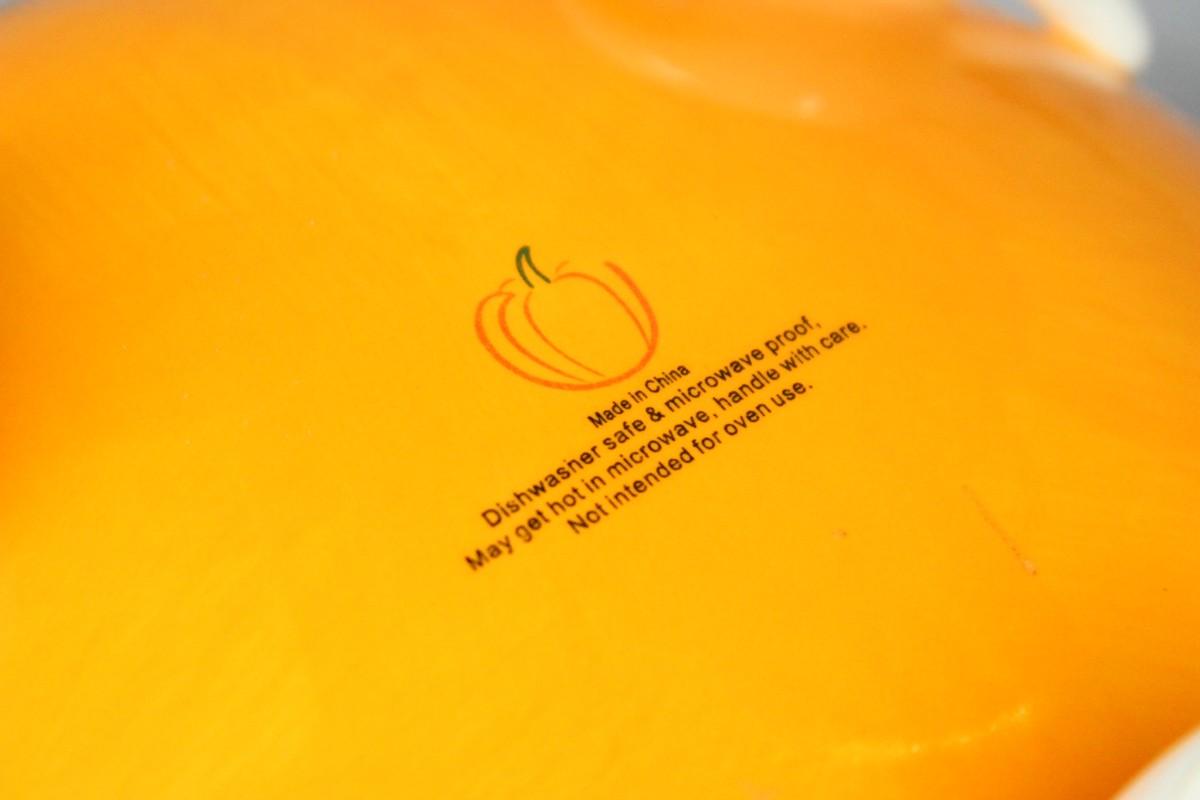 Made in China
Dishwasner safe & microwave proof,
May get hot in microwave, handle with care.
Not intended for oven use.